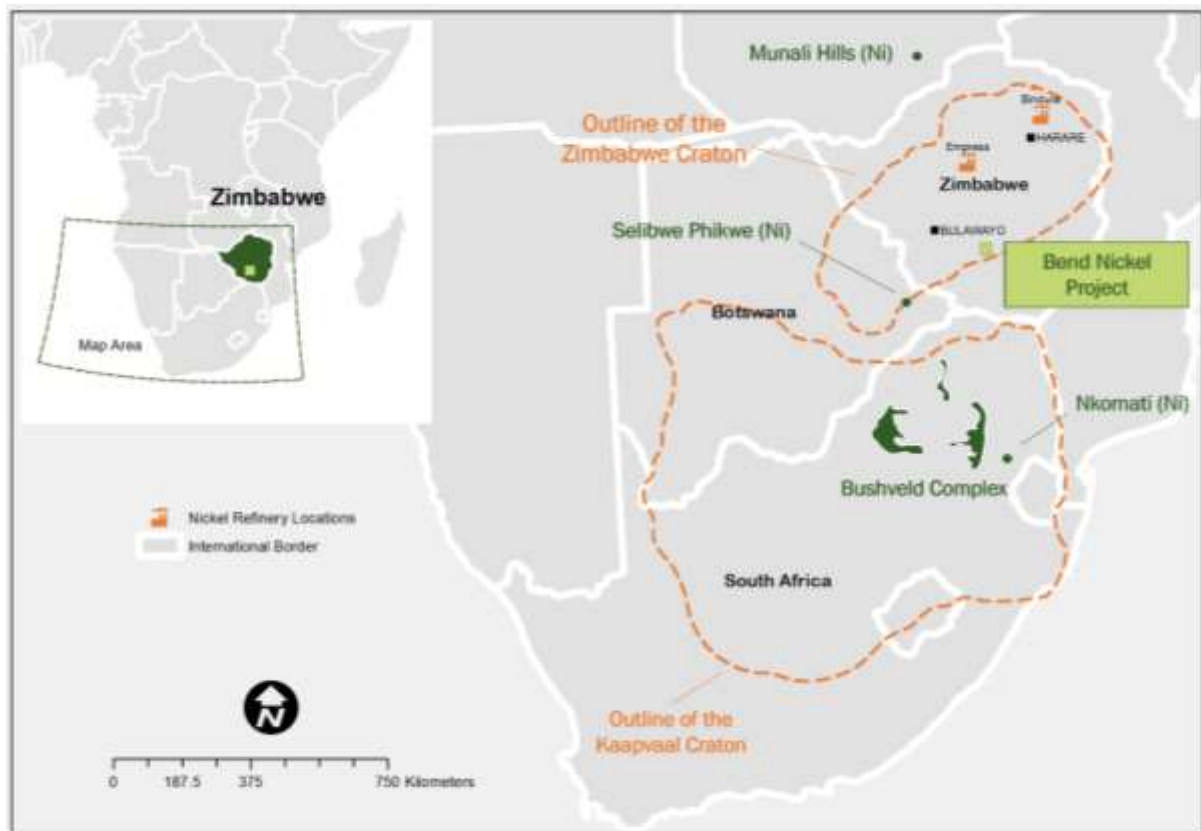 Munali Hills (Ni)
Outline of the
Zimbabwe Craton
Bindura
HARARE
Empress
Zimbabwe
Zimbabwe
BULAWAYO
Selibwe Phikwe (Ni)
Bend Nickel
Project
Botswana
Map Area
Nkomati (Ni)
Bushveld Complex
Nickel Refinery Locations
International Border
South Africa
N
Outline of the
Kaapvaal Craton
0 187.5 375 750 Kilometers